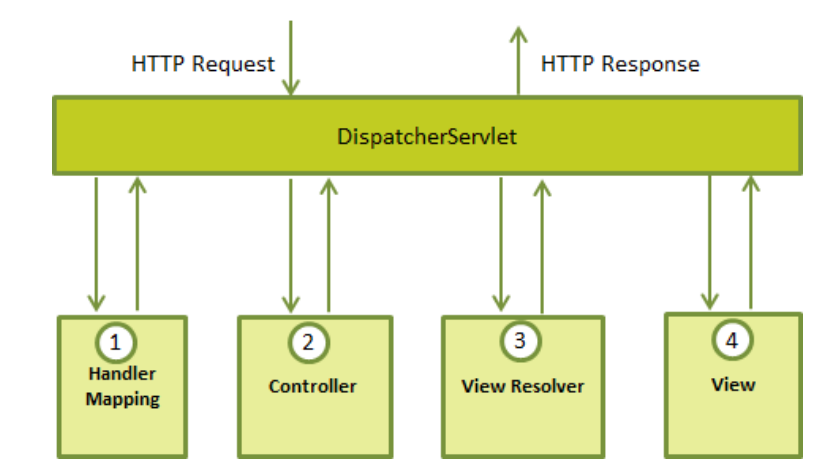 HTTP Request
HTTP Response
DispatcherServlet
1
Handler
Mapping
2
Controller
3
View Resolver
4
View